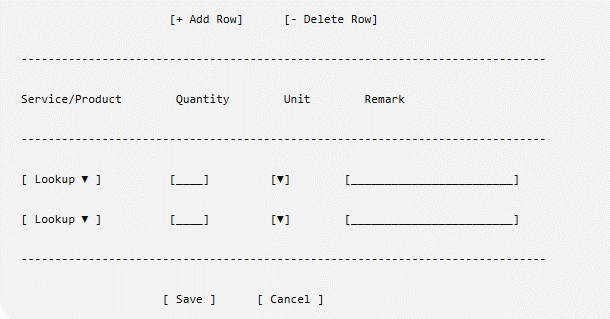 [+ Add Row]      [- Delete Row]
------------------------------------------------------------------------------
Service/Product        Quantity        Unit        Remark
------------------------------------------------------------------------------
[ Lookup ▼ ]          [____]         [▼]        [________________________]
[ Lookup ▼ ]          [____]         [▼]        [________________________]
------------------------------------------------------------------------------
[ Save ]      [ Cancel ]